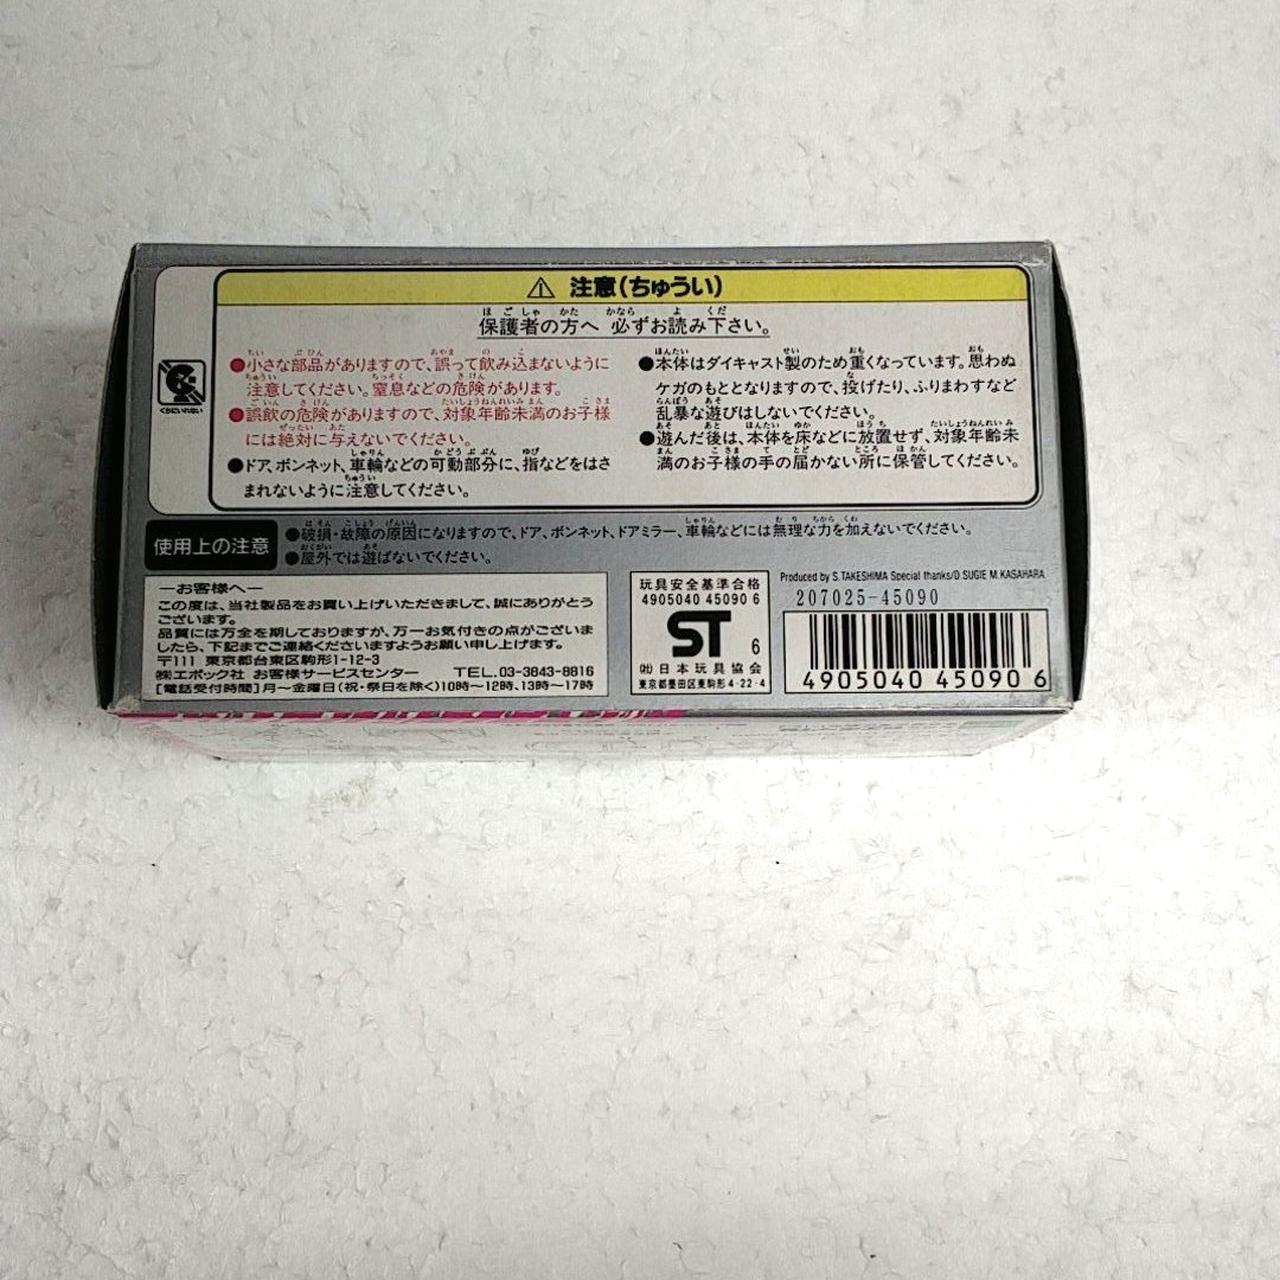 ⚠ 注意(ちゅうい)
保護者の方へ 必ずお読み下さい。
●小さな部品がありますので、誤って飲み込まないように
注意してください。窒息などの危険があります。
●誤飲の危険がありますので、対象年齢未満のお子様
には絶対に与えないでください。
●ドア、ボンネット、車輪などの可動部分に、指などをはさ
まれないように注意してください。
●本体はダイキャスト製のため重くなっています。思わぬ
ケガのもととなりますので、投げたり、ふりまわすなど
乱暴な遊びはしないでください。
●遊んだ後は、本体を床などに放置せず、対象年齢未
満のお子様の手の届かない所に保管してください。
くちにいれない
使用上の注意
●破損・故障の原因になりますので、ドア、ボンネット、ドアミラー、車輪などには無理な力を加えないでください。
●屋外では遊ばないでください。
―お客様へ―
この度は、当社製品をお買い上げいただきまして、誠にありがとう
ございます。
品質には万全を期しておりますが、万一お気付きの点がございま
したら、下記までご連絡くださいますようお願い申し上げます。
〒111 東京都台東区駒形1-12-3
㈱エポック社 お客様サービスセンター TEL.03-3843-8816
[電話受付時間]月～金曜日(祝・祭日を除く)10時～12時、13時～17時
玩具安全基準合格
4905040 45090 6
ST 6
㈳日本玩具協会
東京都墨田区東駒形4-22-4
Produced by S.TAKESHIMA Special thanks/D.SUGIE M.KASAHARA
207025-45090
4905040 45090 6